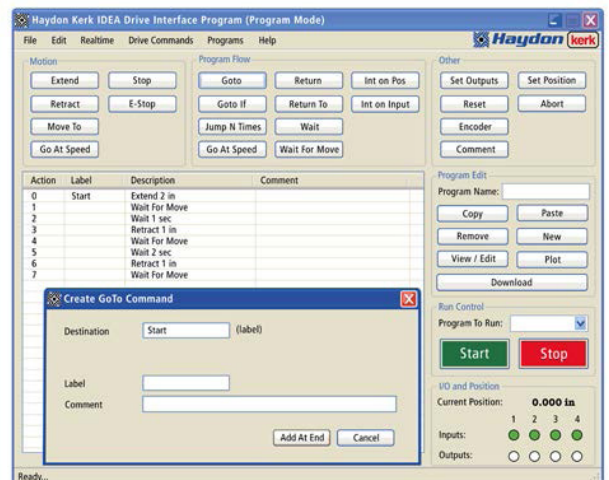 Haydon Kerk IDEA Drive Interface Program (Program Mode)
File Edit Realtime Drive Commands Programs Help
Haydon kerk
Motion
Extend Stop
Retract E-Stop
Move To
Go At Speed
Program Flow
Goto Return Int on Pos
Goto If Return To Int on Input
Jump N Times Wait
Go At Speed Wait For Move
Other
Set Outputs Set Position
Reset Abort
Encoder
Comment
Action Label Description Comment
0 Start Extend 2 in
1 Wait For Move
2 Wait 1 sec
3 Retract 1 in
4 Wait For Move
5 Wait 2 sec
6 Retract 1 in
7 Wait For Move
Program Edit
Program Name:
Copy Paste
Remove New
View / Edit Plot
Download
Create GoTo Command
Destination Start (label)
Label
Comment
Add At End Cancel
Run Control
Program To Run:
Start Stop
I/O and Position
Current Position: 0.000 in
1 2 3 4
Inputs:
Outputs:
Ready...